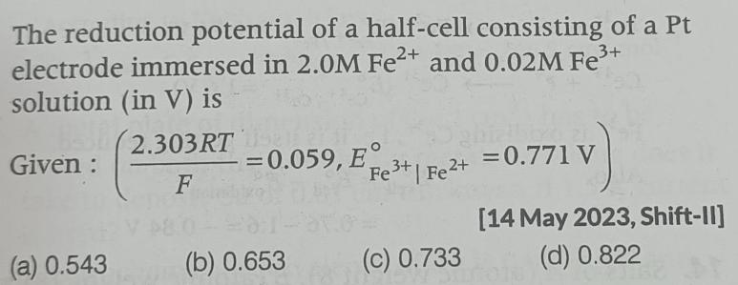 The reduction potential of a half-cell consisting of a Pt
electrode immersed in 2.0M Fe²⁺ and 0.02M Fe³⁺
solution (in V) is
Given : (2.303RT/F = 0.059, E°Fe³⁺|Fe²⁺ = 0.771 V)
[14 May 2023, Shift-II]
(a) 0.543 (b) 0.653 (c) 0.733 (d) 0.822